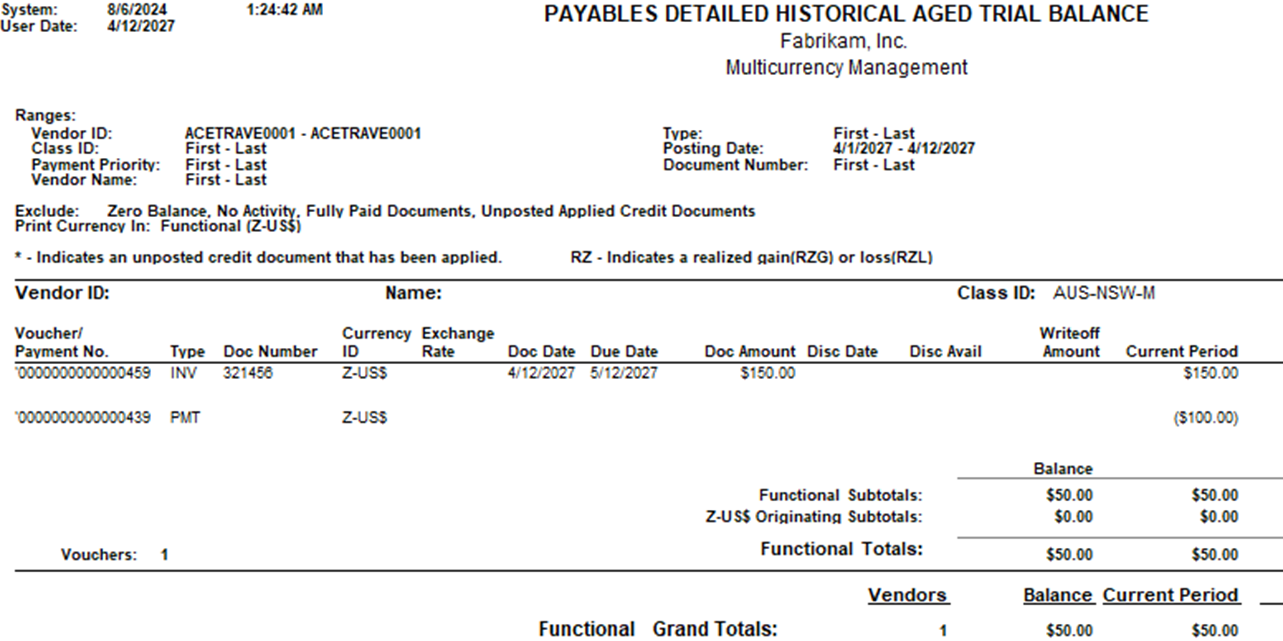 System: 8/6/2024 1:24:42 AM
User Date: 4/12/2027
PAYABLES DETAILED HISTORICAL AGED TRIAL BALANCE
Fabrikam, Inc.
Multicurrency Management
Ranges:
Vendor ID: ACETRAVE0001 - ACETRAVE0001 Type: First - Last
Class ID: First - Last Posting Date: 4/1/2027 - 4/12/2027
Payment Priority: First - Last Document Number: First - Last
Vendor Name: First - Last
Exclude: Zero Balance, No Activity, Fully Paid Documents, Unposted Applied Credit Documents
Print Currency In: Functional (Z-US$)
* - Indicates an unposted credit document that has been applied. RZ - Indicates a realized gain(RZG) or loss(RZL)
Vendor ID: Name: Class ID: AUS-NSW-M
Voucher/ Currency Exchange Writeoff
Payment No. Type Doc Number ID Rate Doc Date Due Date Doc Amount Disc Date Disc Avail Amount Current Period
'0000000000000459 INV 321456 Z-US$ 4/12/2027 5/12/2027 $150.00 $150.00
'0000000000000439 PMT Z-US$ ($100.00)
Balance
Functional Subtotals: $50.00 $50.00
Z-US$ Originating Subtotals: $0.00 $0.00
Vouchers: 1 Functional Totals: $50.00 $50.00
Vendors Balance Current Period
Functional Grand Totals: 1 $50.00 $50.00